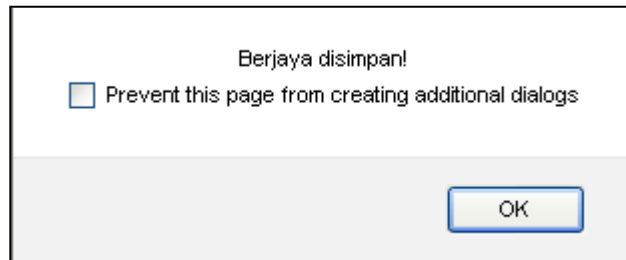 Berjaya disimpan!
Prevent this page from creating additional dialogs
OK